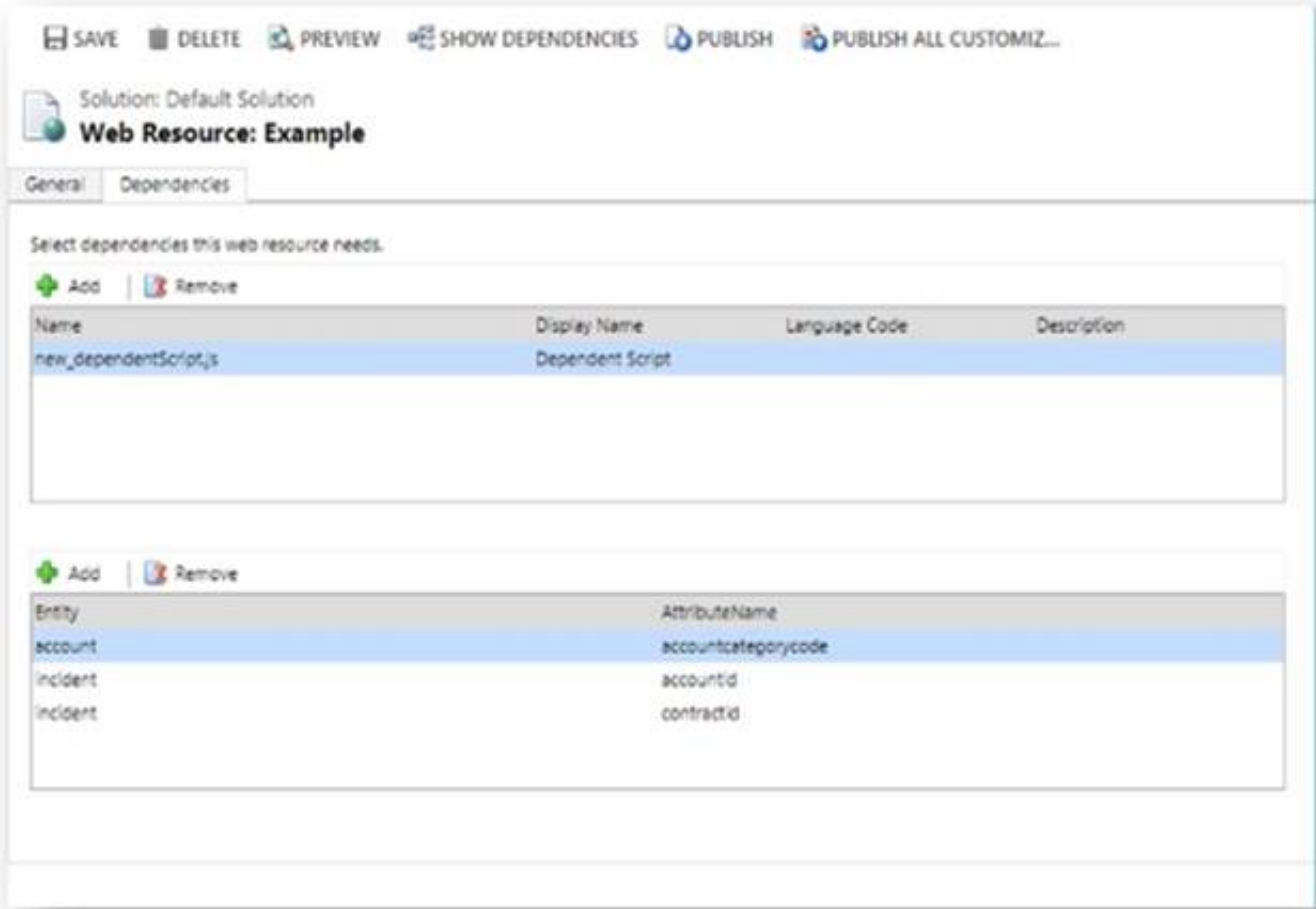 SAVE DELETE PREVIEW SHOW DEPENDENCIES PUBLISH PUBLISH ALL CUSTOMIZ...
Solution: Default Solution
Web Resource: Example
General Dependencies
Select dependencies this web resource needs.
Add Remove
Name Display Name Language Code Description
new_dependentScript.js Dependent Script
Add Remove
Entity AttributeName
account accountcategorycode
incident accountid
incident contractid